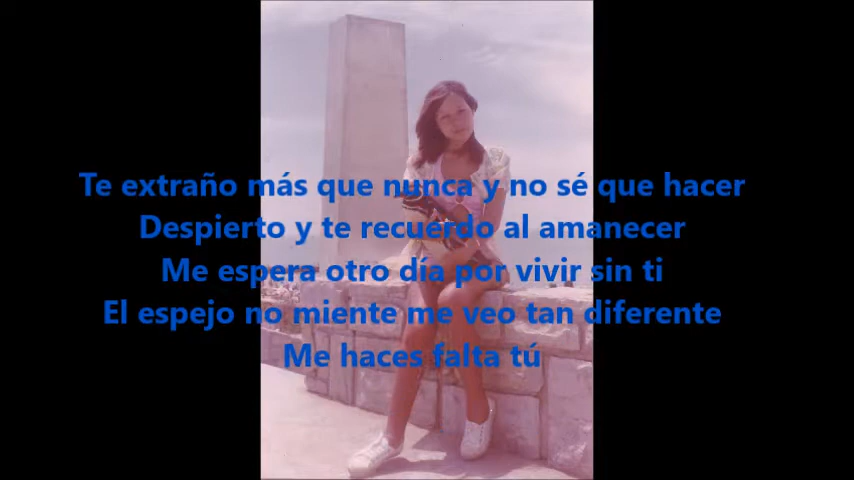 Te extraño más que nunca y no sé que hacer
Despierto y te recuerdo al amanecer
Me espera otro día por vivir sin ti
El espejo no miente me veo tan diferente
Me haces falta tú